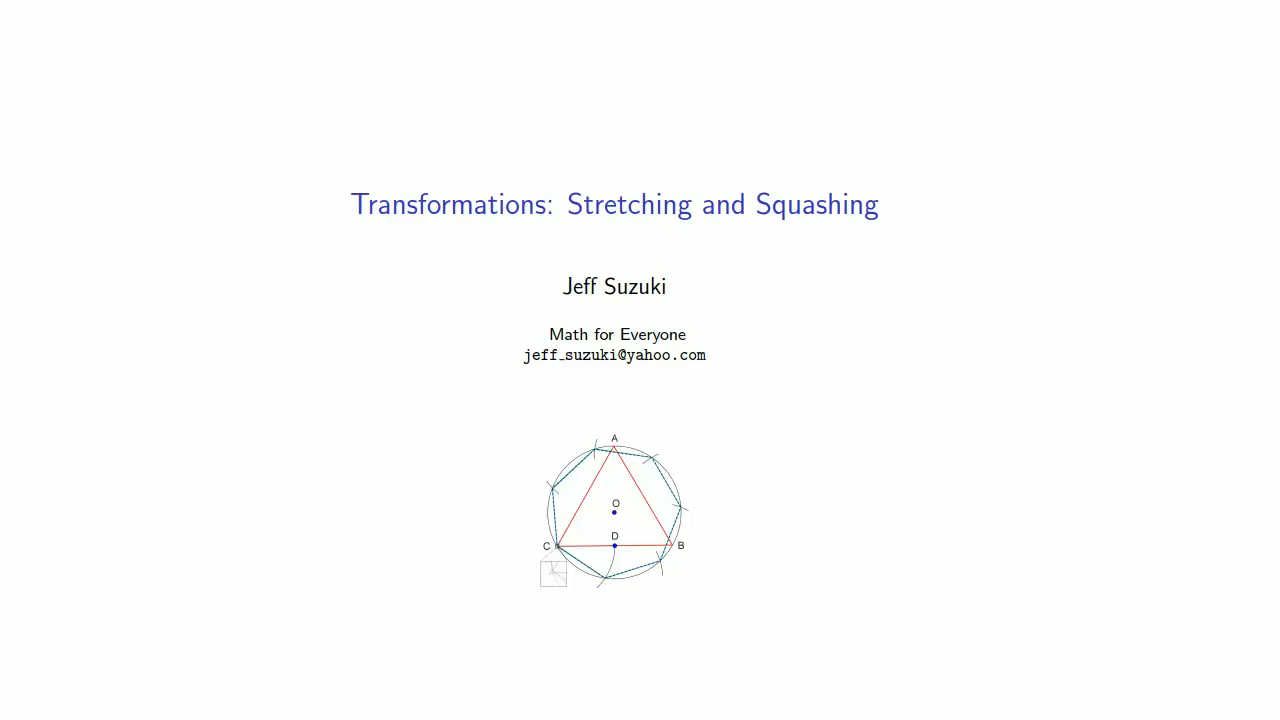 Transformations: Stretching and Squashing
Jeff Suzuki
Math for Everyone
jeff_suzuki@yahoo.com
A
O
D
C
B